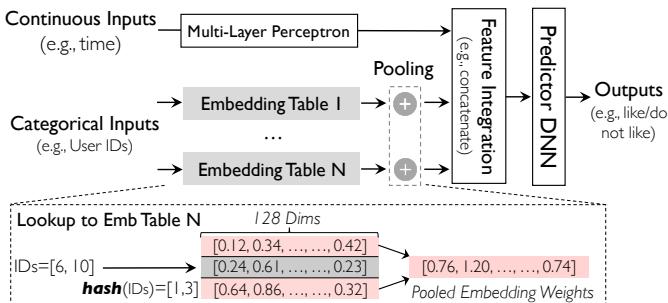 Continuous Inputs
(e.g., time)
Multi-Layer Perceptron
Pooling
Categorical Inputs
(e.g., User IDs)
Embedding Table 1
...
Embedding Table N
+
+
Feature Integration
(e.g., concatenate)
Predictor DNN
Outputs
(e.g., like/do
not like)
Lookup to Emb Table N
128 Dims
IDs=[6, 10]
hash(IDs)=[1,3]
[0.12, 0.34, ..., ..., 0.42]
[0.24, 0.61, ..., ..., 0.23]
[0.64, 0.86, ..., ..., 0.32]
[0.76, 1.20, ..., ..., 0.74]
Pooled Embedding Weights